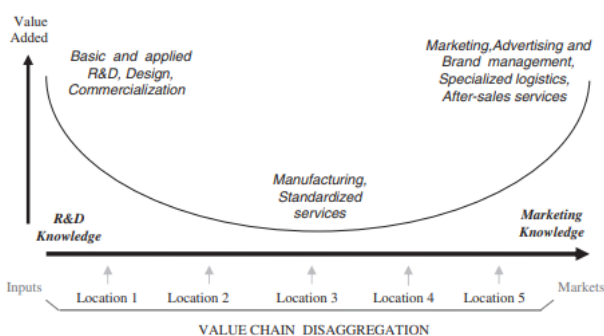 Value
Added
Basic and applied
R&D, Design,
Commercialization
Marketing,Advertising and
Brand management,
Specialized logistics,
After-sales services
Manufacturing,
Standardized
services
R&D
Knowledge
Marketing
Knowledge
Inputs
Location 1
Location 2
Location 3
Location 4
Location 5
Markets
VALUE CHAIN DISAGGREGATION